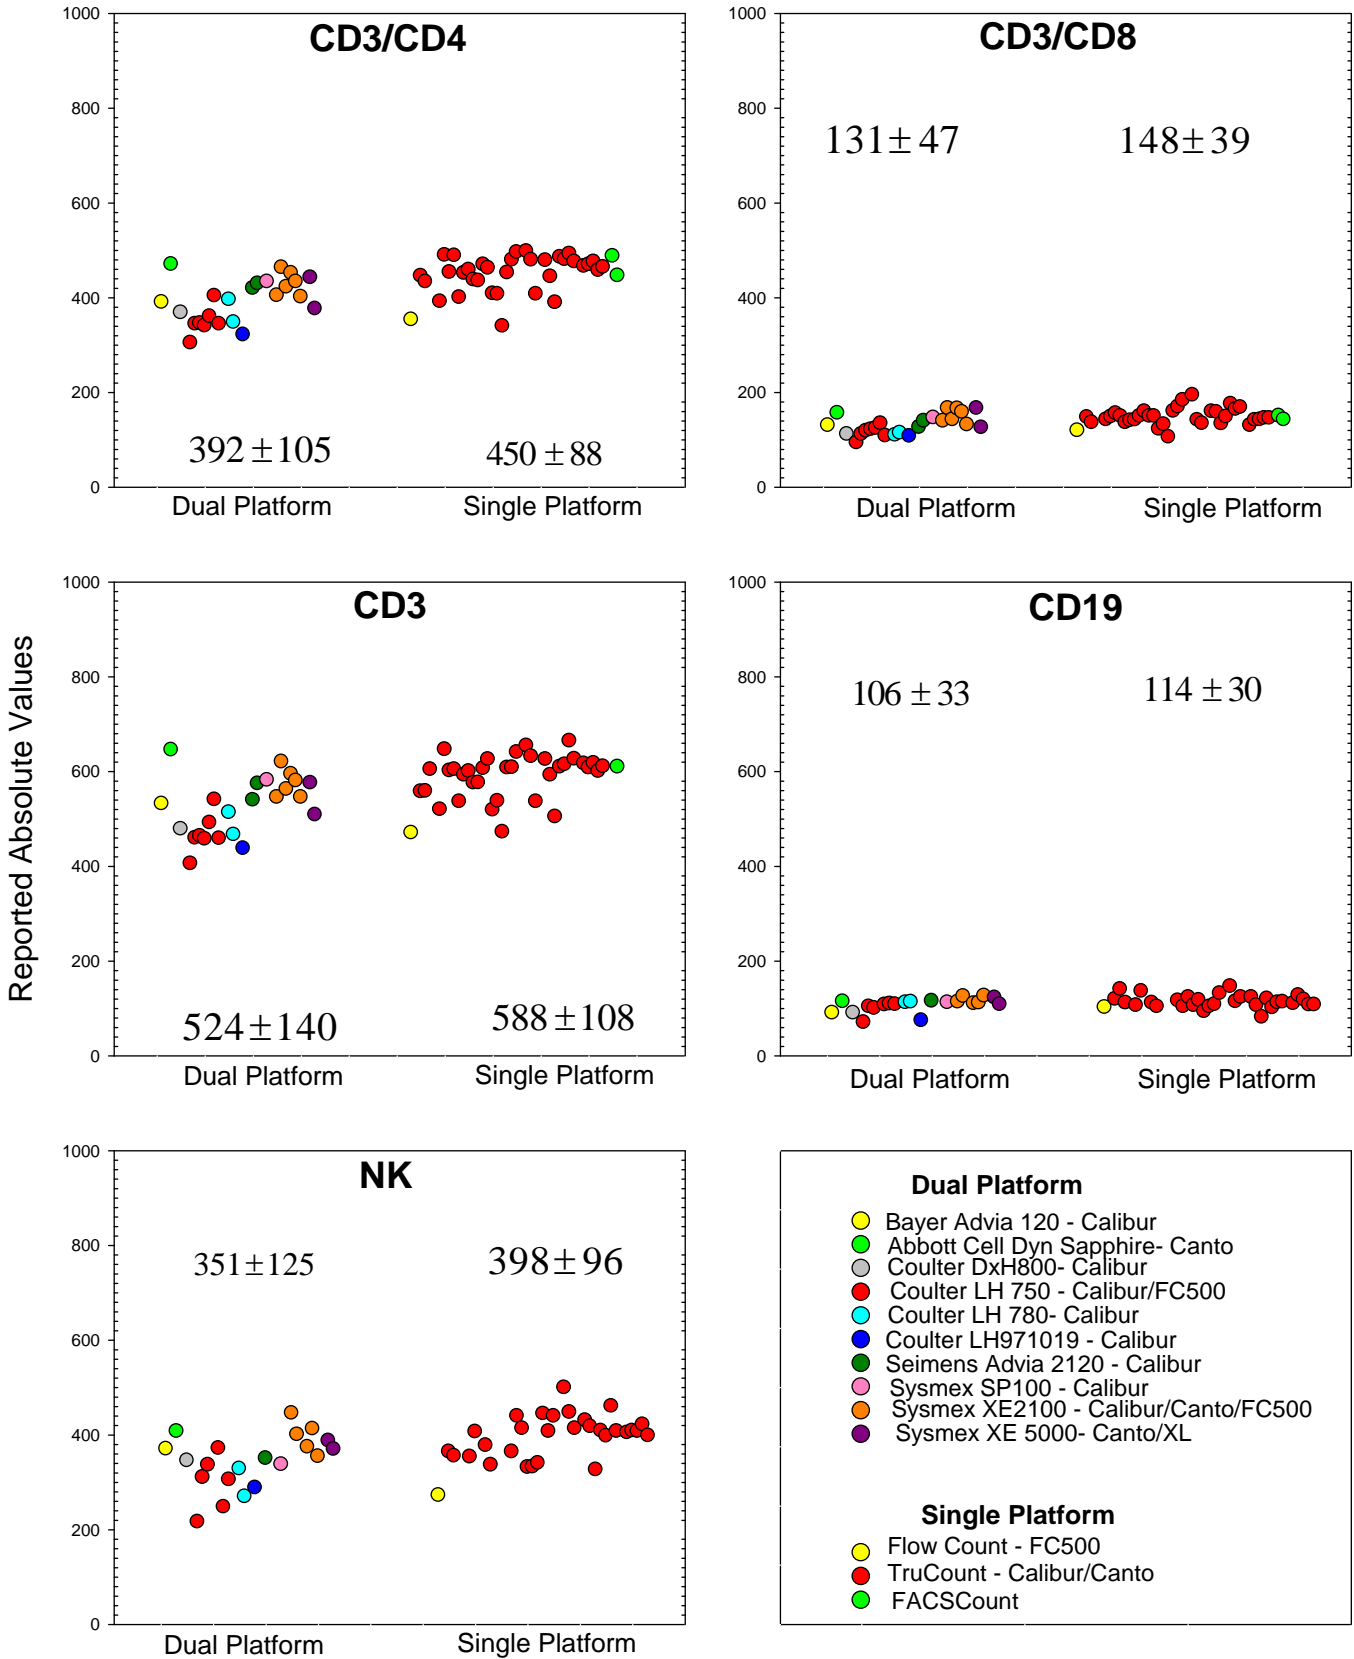 CD3/CD4
1000
800
600
400
200
0
392 ± 105
450 ± 88
Dual Platform
Single Platform
CD3/CD8
1000
800
600
400
200
0
131 ± 47
148 ± 39
Dual Platform
Single Platform
Reported Absolute Values
CD3
1000
800
600
400
200
0
524 ± 140
588 ± 108
Dual Platform
Single Platform
CD19
1000
800
600
400
200
0
106 ± 33
114 ± 30
Dual Platform
Single Platform
NK
1000
800
600
400
200
0
351 ± 125
398 ± 96
Dual Platform
Single Platform
Dual Platform
Bayer Advia 120 - Calibur
Abbott Cell Dyn Sapphire- Canto
Coulter DxH800- Calibur
Coulter LH 750 - Calibur/FC500
Coulter LH 780- Calibur
Coulter LH971019 - Calibur
Seimens Advia 2120 - Calibur
Sysmex SP100 - Calibur
Sysmex XE2100 - Calibur/Canto/FC500
Sysmex XE 5000- Canto/XL
Single Platform
Flow Count - FC500
TruCount - Calibur/Canto
FACSCount